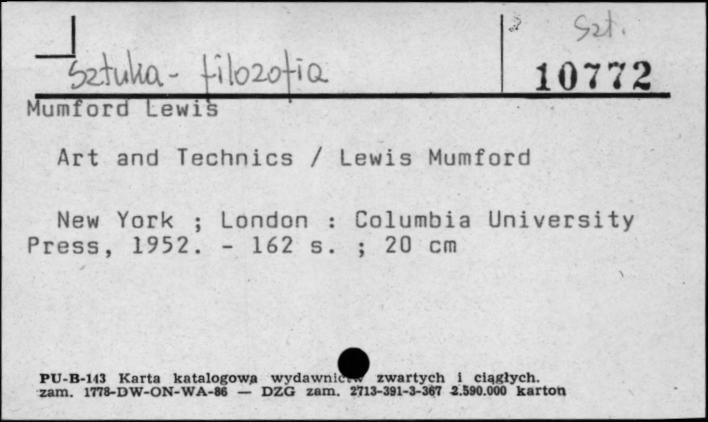 Szt.
Sztuka - filozofia
10772
Mumford Lewis
Art and Technics / Lewis Mumford
New York ; London : Columbia University
Press, 1952. - 162 s. ; 20 cm
PU-B-143 Karta katalogowa wydawnictw zwartych i ciągłych.
zam. 1778-DW-ON-WA-86 — DZG zam. 2713-391-3-367 2.590.000 karton